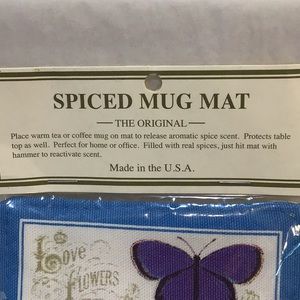 SPICED MUG MAT
THE ORIGINAL
Place warm tea or coffee mug on mat to release aromatic spice scent. Protects table
top as well. Perfect for home or office. Filled with real spices, just hit mat with
hammer to reactivate scent.
Made in the U.S.A.
Love
FLOWERS